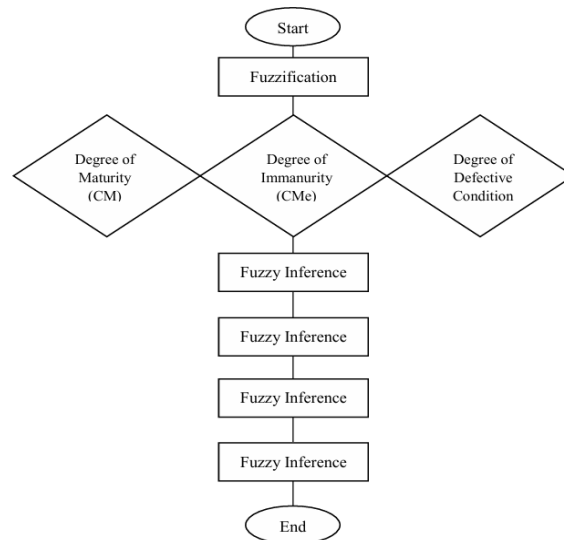 Start
Fuzzification
Degree of
Maturity
(CM)
Degree of
Immanurity
(CMe)
Degree of
Defective
Condition
Fuzzy Inference
Fuzzy Inference
Fuzzy Inference
Fuzzy Inference
End